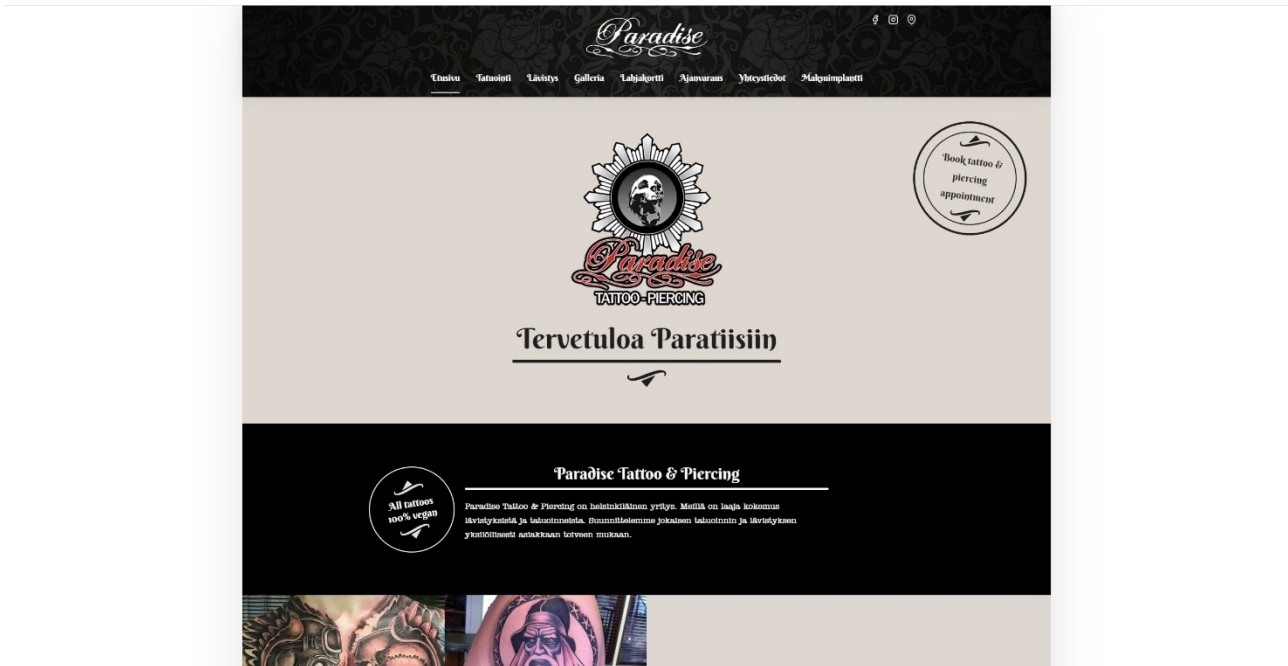 Paradise
Etusivu Tatuointi Lävistys Galleria Lahjakortti Ajanvaraus Yhteystiedot Makuuimplantti
Book tattoo &
piercing
appointment
Paradise
TATTOO-PIERCING
Tervetuloa Paratiisiin
Paradise Tattoo & Piercing
All tattoos
100% vegan
Paradise Tattoo & Piercing on helsinkiläinen yritys. Meillä on laaja kokemus
lävistyksistä ja tatuoinneista. Suunnittelemme jokaisen tatuoinnin ja lävistyksen
yksilöllisesti asiakkaan toiveen mukaan.